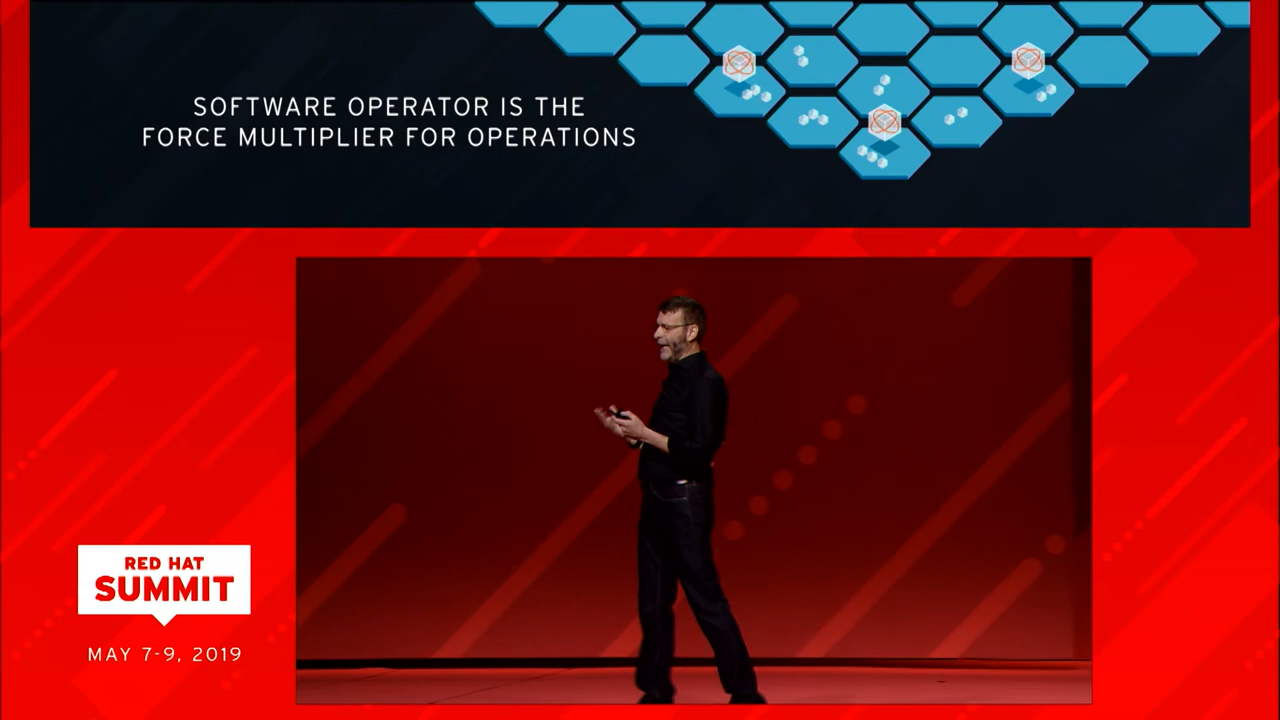 SOFTWARE OPERATOR IS THE
FORCE MULTIPLIER FOR OPERATIONS
RED HAT
SUMMIT
MAY 7-9, 2019